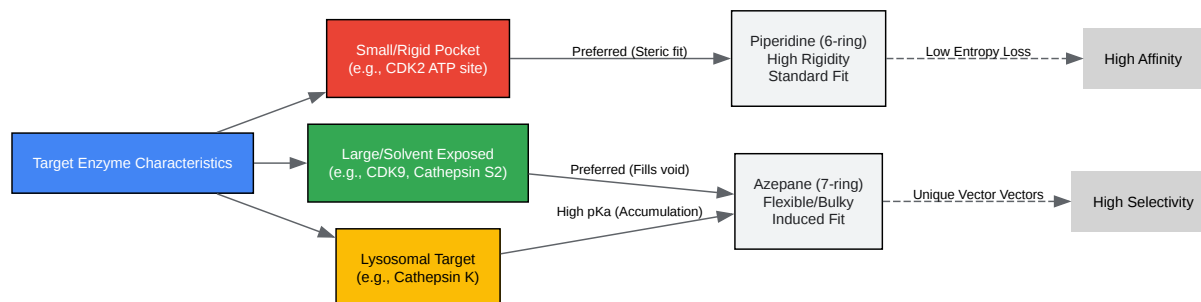 Small/Rigid Pocket
(e.g., CDK2 ATP site)
Preferred (Steric fit)
Piperidine (6-ring)
High Rigidity
Standard Fit
Low Entropy Loss
High Affinity
Target Enzyme Characteristics
Large/Solvent Exposed
(e.g., CDK9, Cathepsin S2)
Preferred (Fills void)
High pKa (Accumulation)
Azepane (7-ring)
Flexible/Bulky
Induced Fit
Unique Vector Vectors
High Selectivity
Lysosomal Target
(e.g., Cathepsin K)